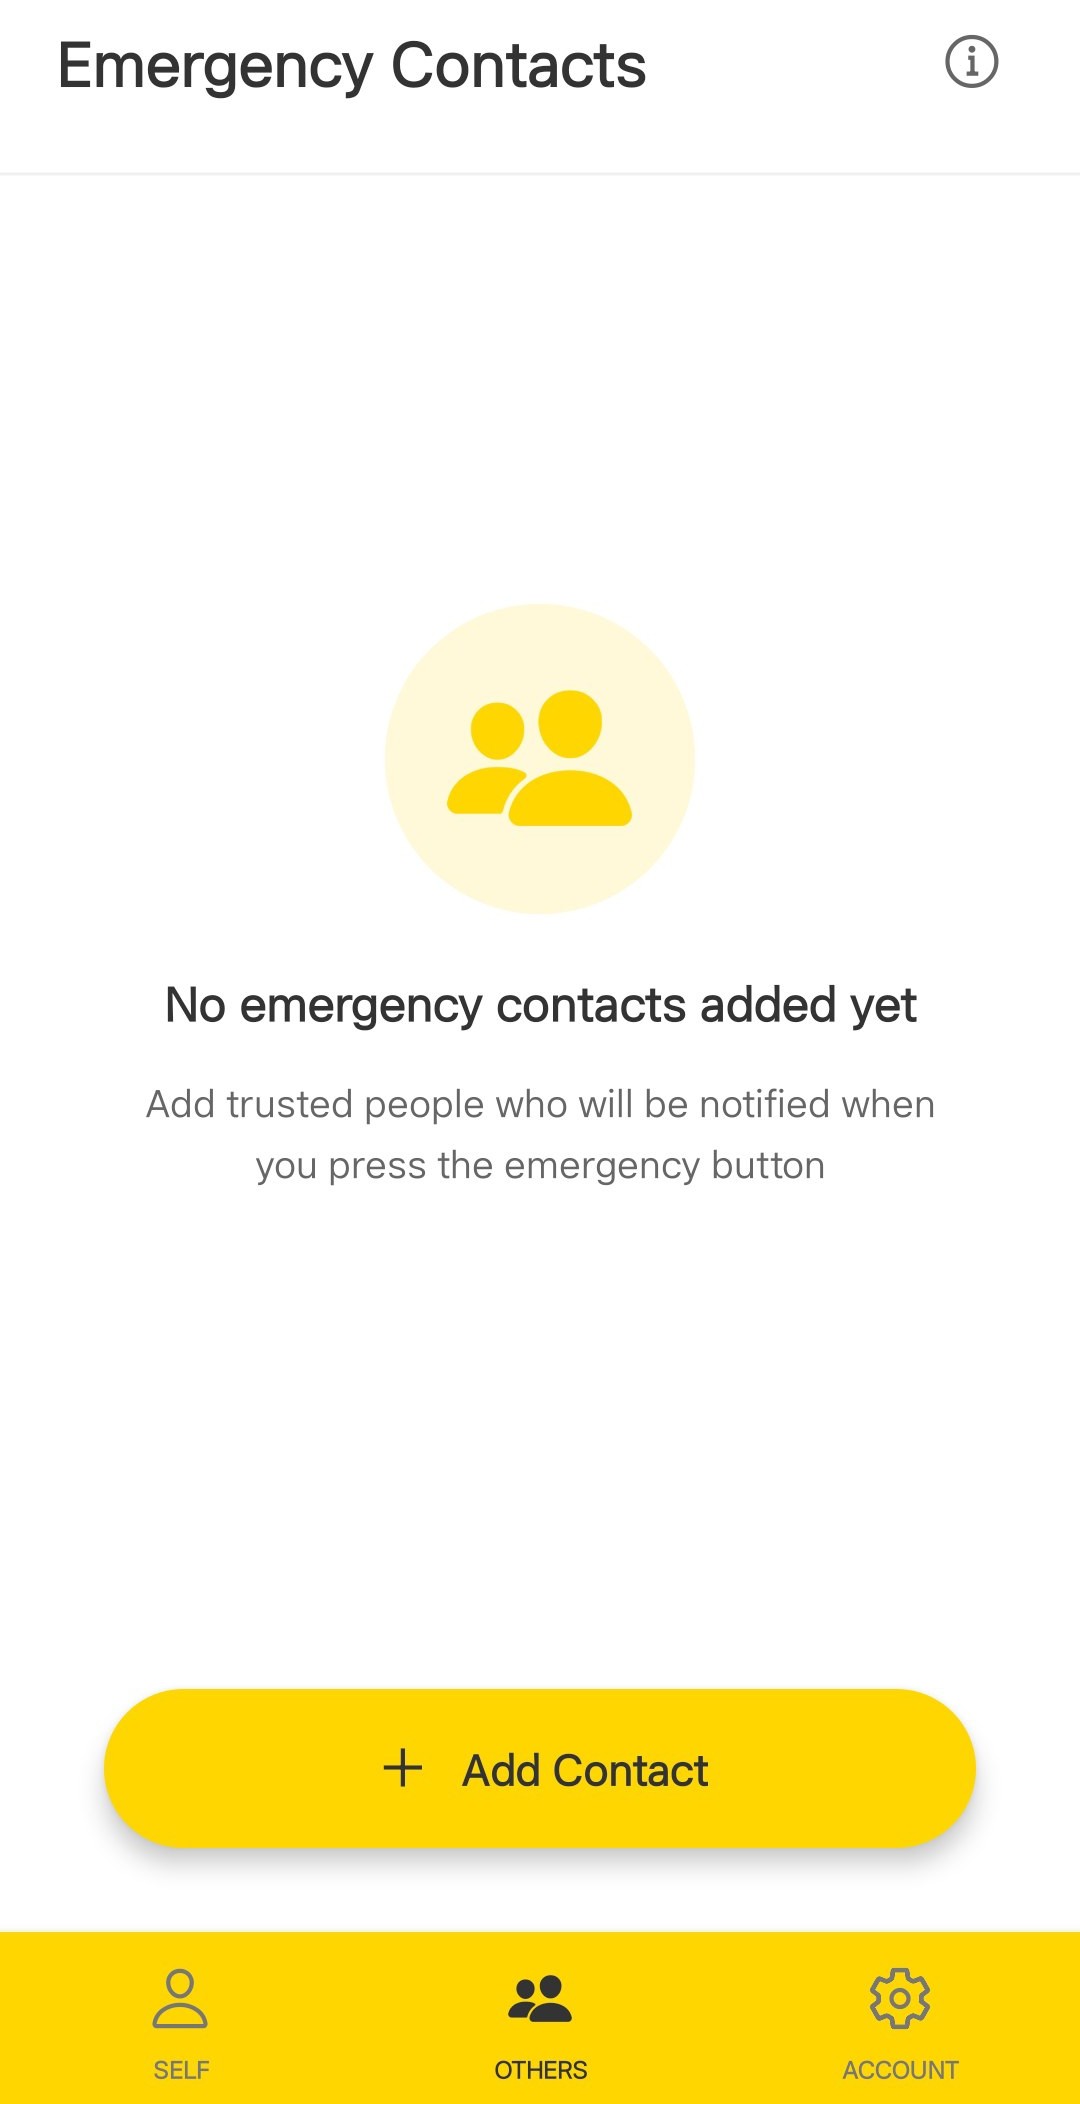 Emergency Contacts
No emergency contacts added yet
Add trusted people who will be notified when
you press the emergency button
+ Add Contact
SELF
OTHERS
ACCOUNT